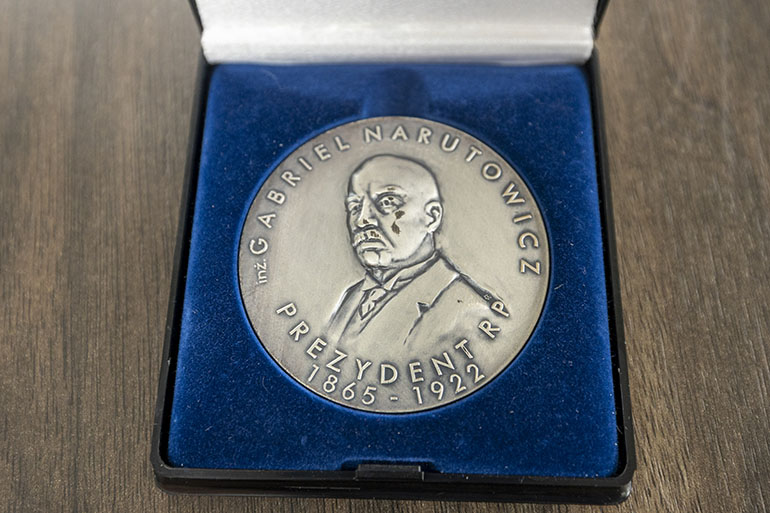 inż. GABRIEL NARUTOWICZ
PREZYDENT RP
1865 - 1922